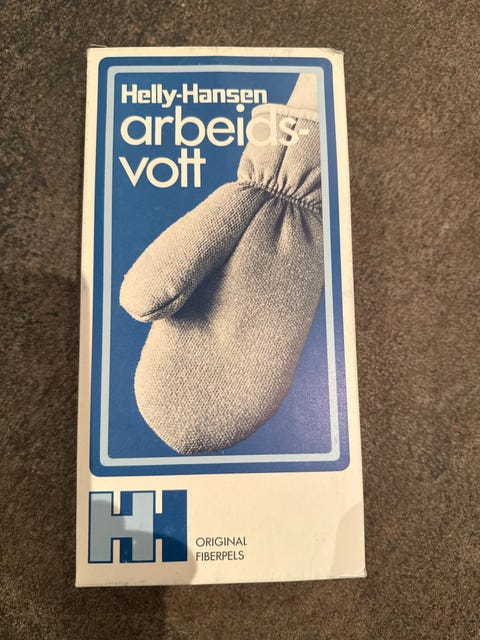 Helly-Hansen
arbeids-
vott
HH
ORIGINAL
FIBERPELS